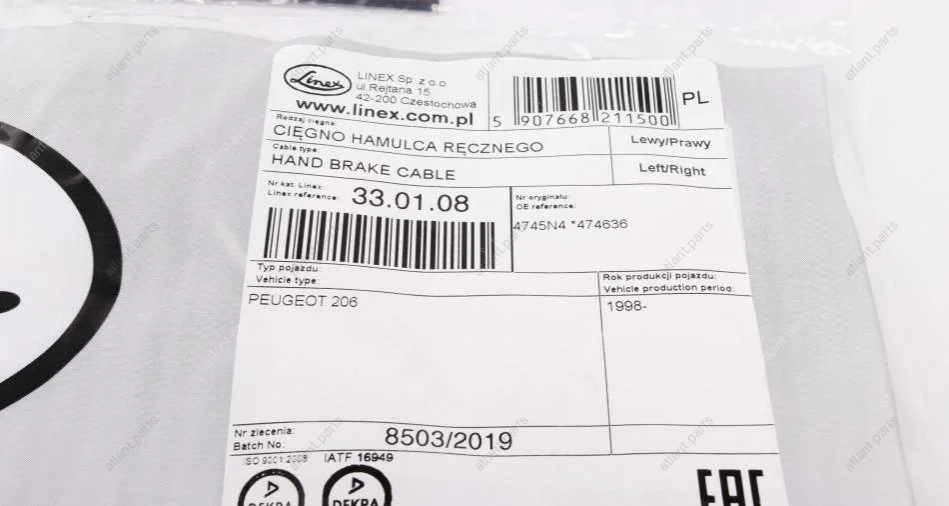 Linex
LINEX Sp. z o.o
ul.Rejtana 15
42-200 Czestochowa
www.linex.com.pl
5 907668 211500
PL
Rodzaj cięgna:
CIĘGNO HAMULCA RĘCZNEGO
Lewy/Prawy
Cable type:
HAND BRAKE CABLE
Left/Right
Nr kat. Linex:
Linex reference:
33.01.08
Nr oryginału:
OE reference:
4745N4 *474636
Typ pojazdu:
Vehicle type:
Rok produkcji pojazdu:
Vehicle production period:
PEUGEOT 206
1998-
Nr zlecenia:
Batch No:
8503/2019
ISO 9001:2008
IATF 16949
DEKRA
DEKRA
EAC
atlant.parts